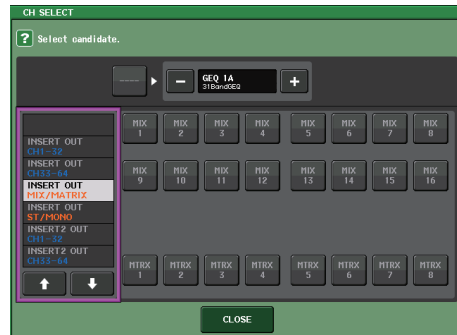 CH SELECT
? Select candidate.
---- GEQ 1A
31BandGEQ
INSERT OUT
CH1-32
INSERT OUT
CH33-64
INSERT OUT
MIX/MATRIX
INSERT OUT
ST/MONO
INSERT2 OUT
CH1-32
INSERT2 OUT
CH33-64
MIX 1 MIX 2 MIX 3 MIX 4 MIX 5 MIX 6 MIX 7 MIX 8
MIX 9 MIX 10 MIX 11 MIX 12 MIX 13 MIX 14 MIX 15 MIX 16
MTRX 1 MTRX 2 MTRX 3 MTRX 4 MTRX 5 MTRX 6 MTRX 7 MTRX 8
CLOSE